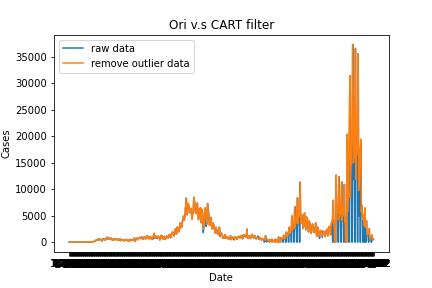 Ori v.s CART filter
raw data
remove outlier data
35000
30000
25000
20000
15000
10000
5000
0
Cases
Date